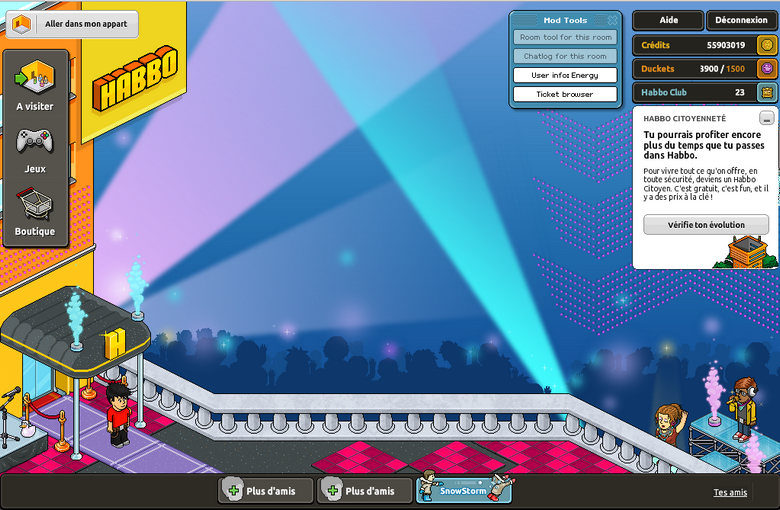 Aller dans mon appart
HABBO
A visiter
Jeux
Boutique
H
Mod Tools
Room tool for this room
Chatlog for this room
User info: Energy
Ticket browser
Aide
Déconnexion
Crédits 55903019
Duckets 3900 / 1500
Habbo Club 23
HABBO CITOYENNETÉ
Tu pourrais profiter encore
plus du temps que tu passes
dans Habbo.
Pour vivre tout ce qu'on offre, en
toute sécurité, deviens un Habbo
Citoyen. C'est gratuit, c'est fun, et il
y a des prix à la clé !
Vérifie ton évolution
Plus d'amis
Plus d'amis
SnowStorm
Tes amis